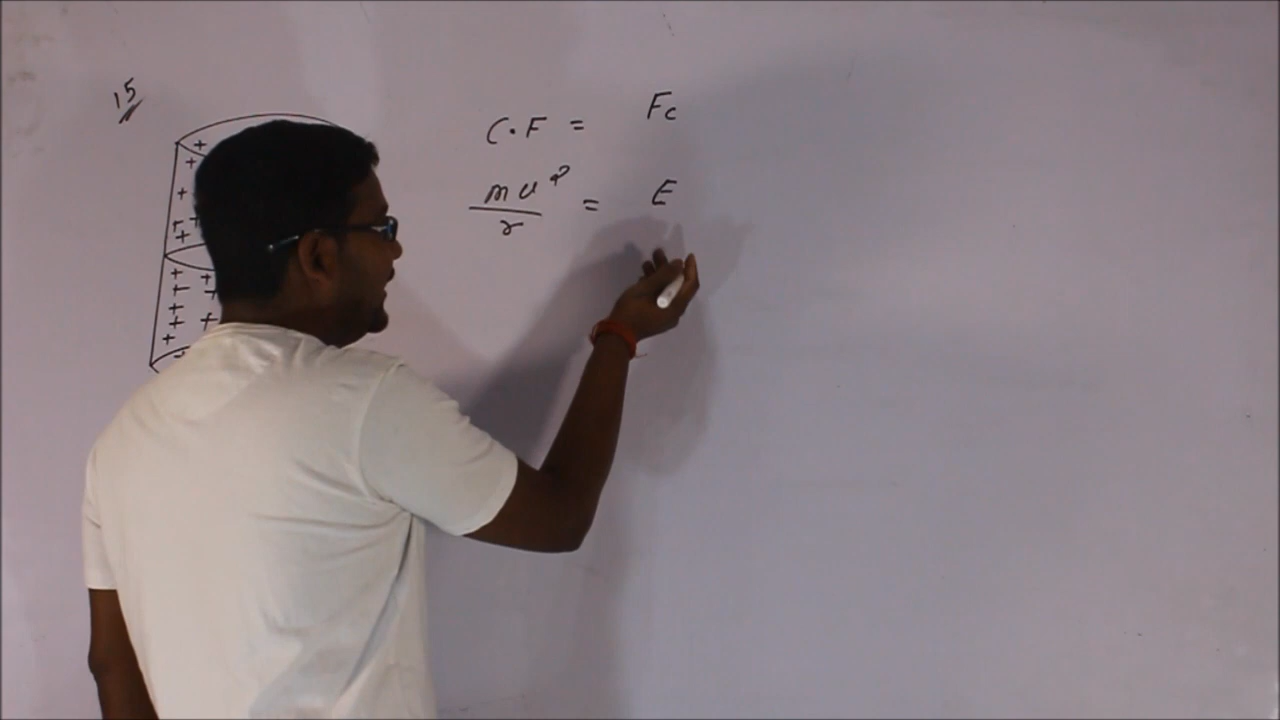 15
C.F = Fc
mv²/r = E